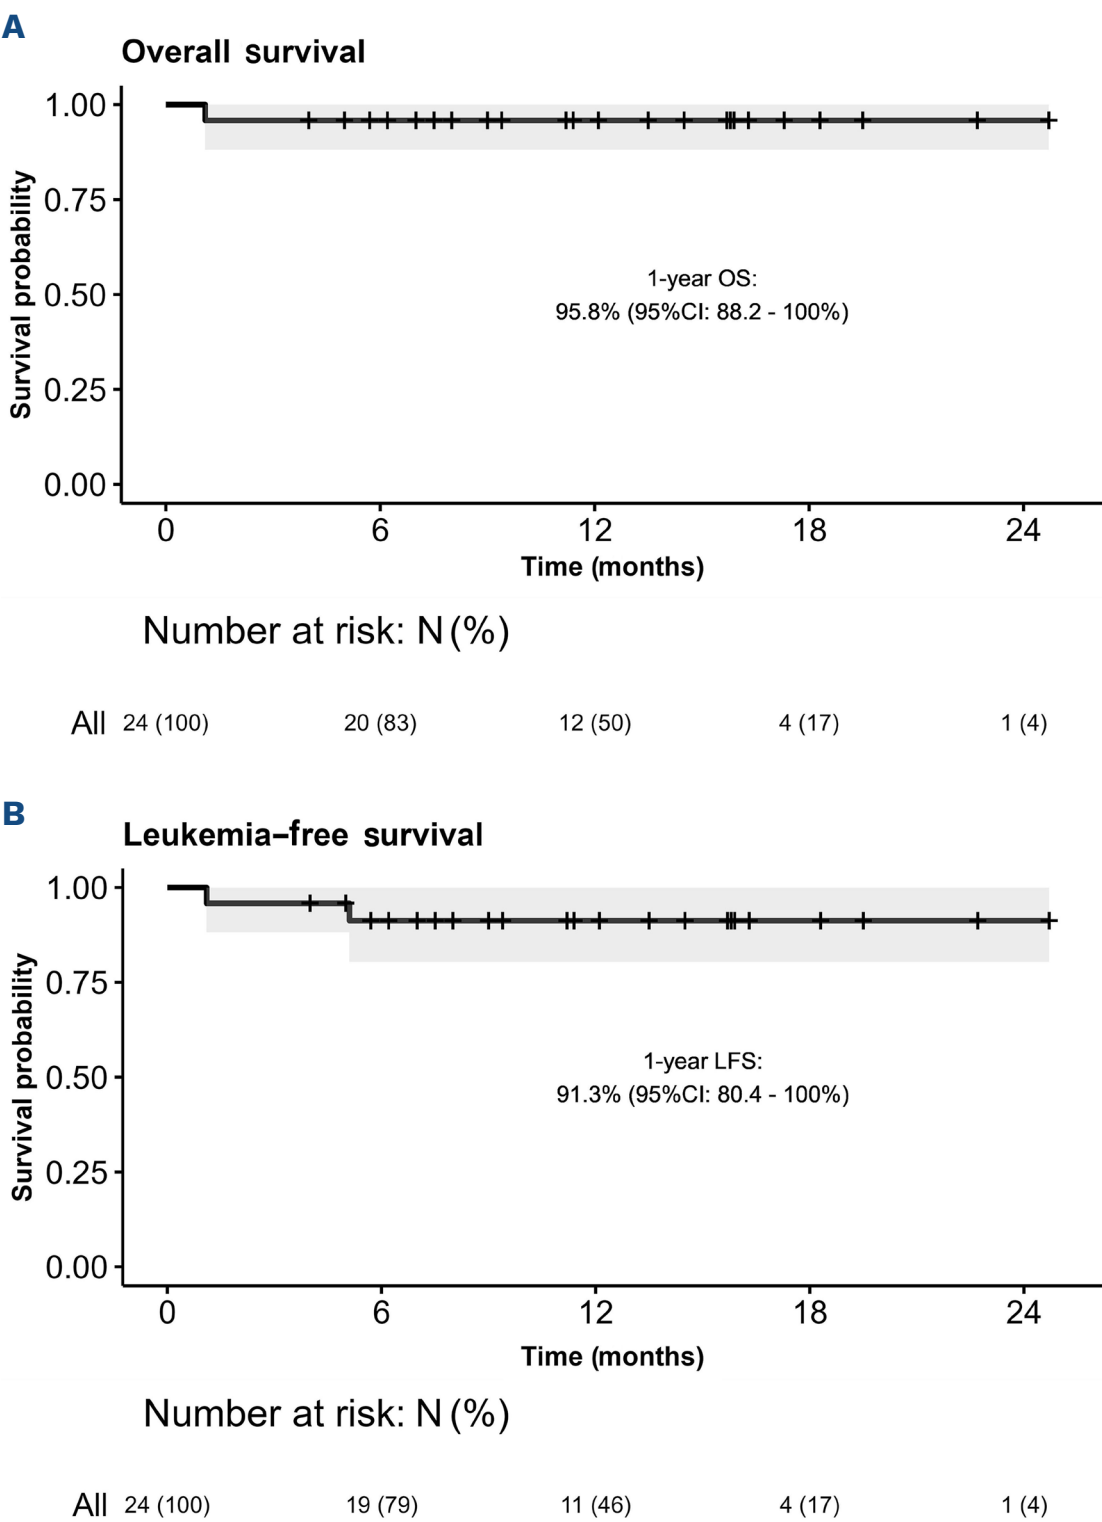 A
Overall survival
1.00
0.75
0.50
0.25
0.00
Survival probability
1-year OS:
95.8% (95%CI: 88.2 - 100%)
0 6 12 18 24
Time (months)
Number at risk: N (%)
All 24 (100) 20 (83) 12 (50) 4 (17) 1 (4)
B
Leukemia–free survival
1.00
0.75
0.50
0.25
0.00
Survival probability
1-year LFS:
91.3% (95%CI: 80.4 - 100%)
0 6 12 18 24
Time (months)
Number at risk: N (%)
All 24 (100) 19 (79) 11 (46) 4 (17) 1 (4)